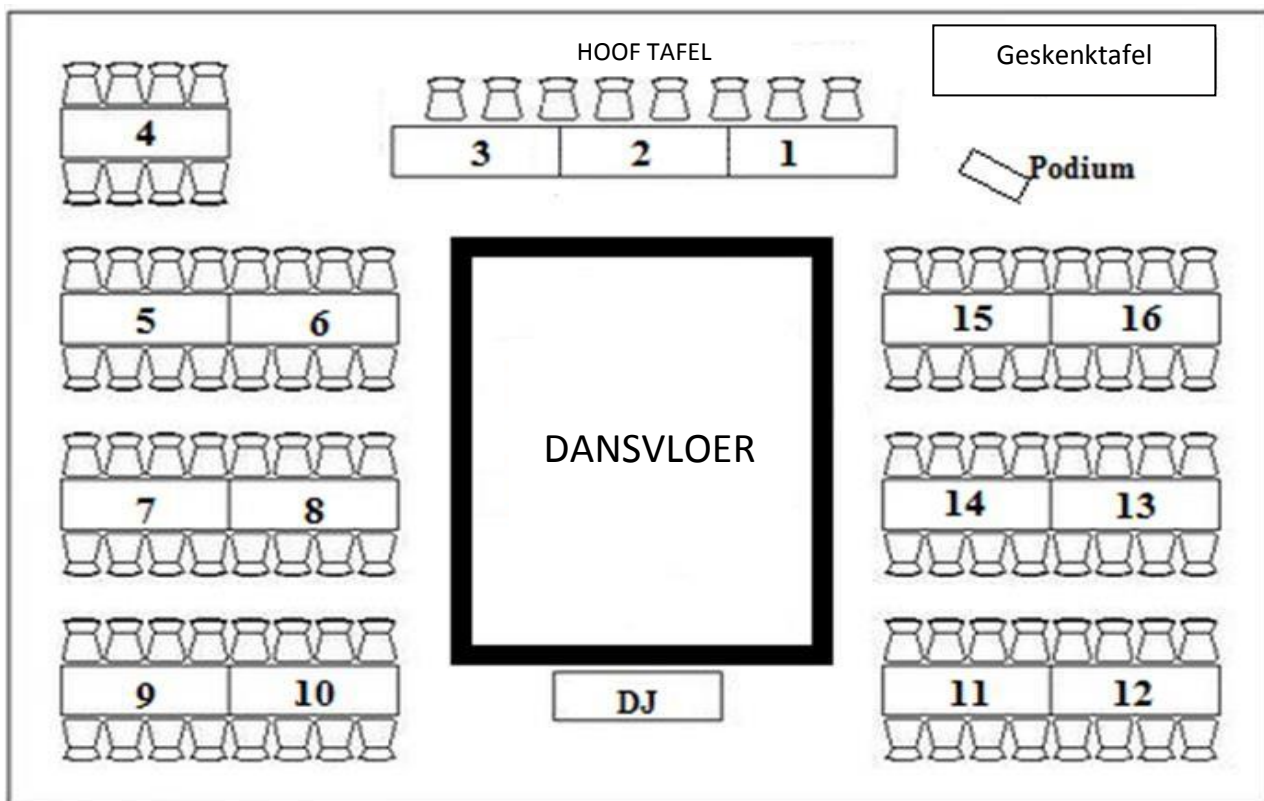 HOOF TAFEL
Geskenktafel
4
3 2 1
Podium
5 6
15 16
DANSVLOER
7 8
14 13
9 10
DJ
11 12